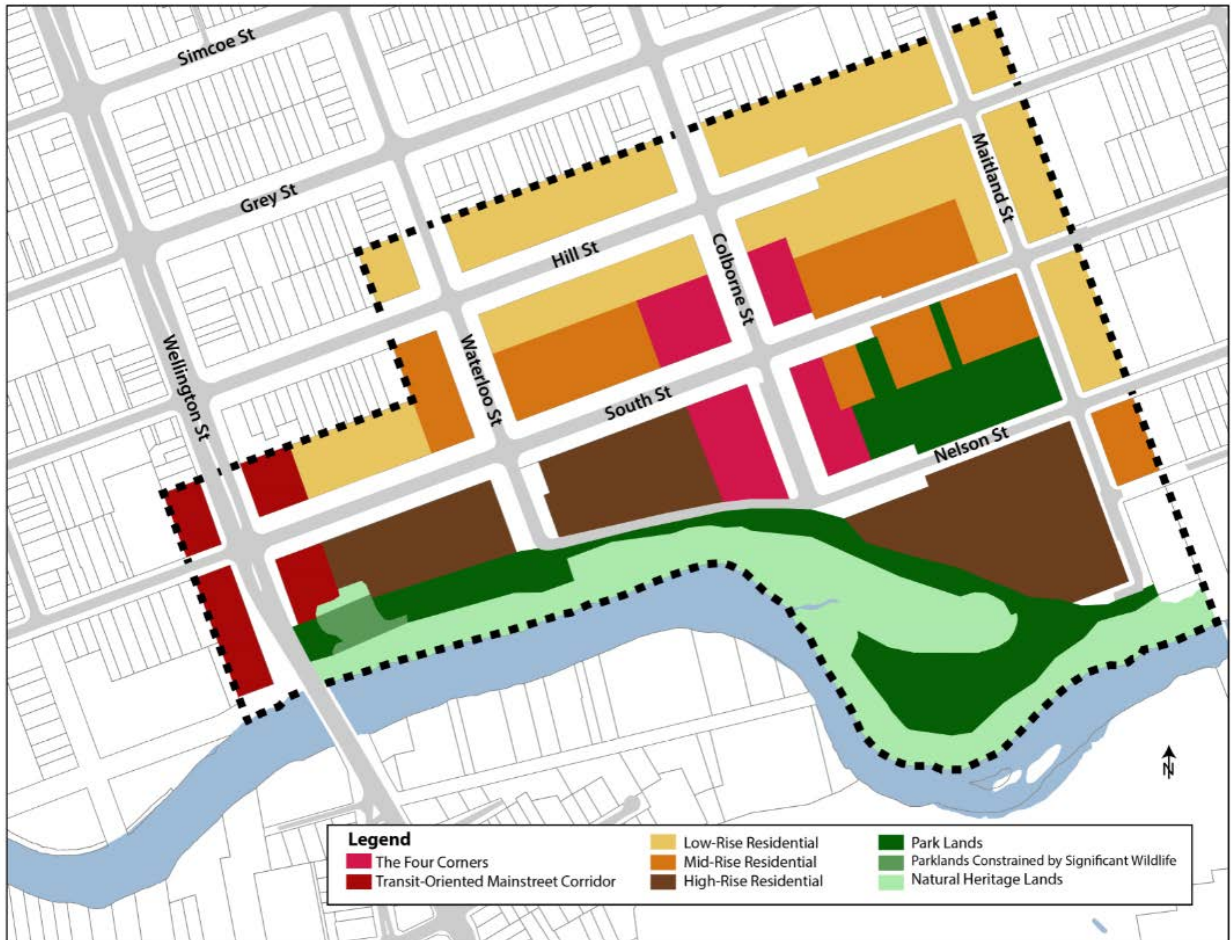 Simcoe St
Grey St
Hill St
Maitland St
Colborne St
Wellington St
Waterloo St
South St
Nelson St
N
Legend
The Four Corners
Transit-Oriented Mainstreet Corridor
Low-Rise Residential
Mid-Rise Residential
High-Rise Residential
Park Lands
Parklands Constrained by Significant Wildlife
Natural Heritage Lands